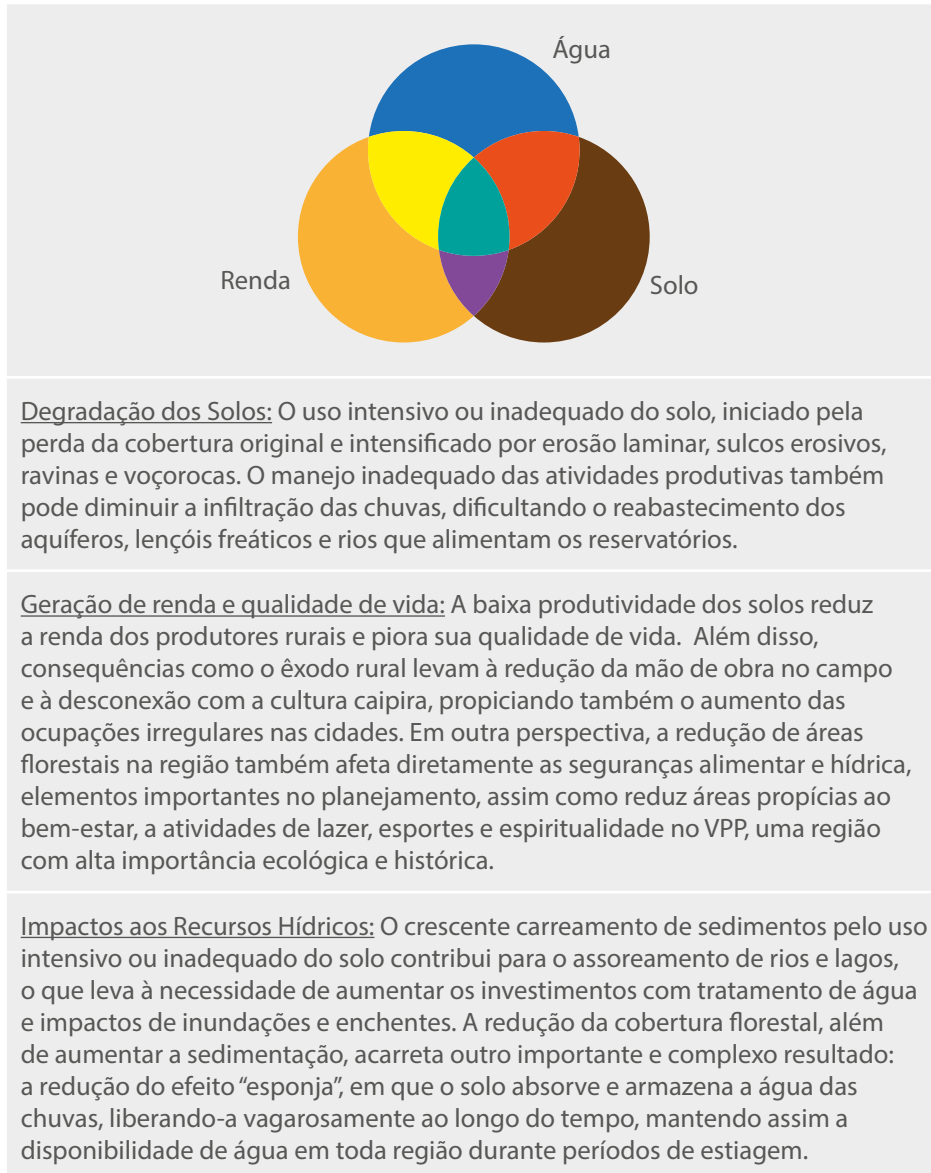 Água
Renda
Solo
Degradação dos Solos: O uso intensivo ou inadequado do solo, iniciado pela
perda da cobertura original e intensificado por erosão laminar, sulcos erosivos,
ravinas e voçorocas. O manejo inadequado das atividades produtivas também
pode diminuir a infiltração das chuvas, dificultando o reabastecimento dos
aquíferos, lençóis freáticos e rios que alimentam os reservatórios.
Geração de renda e qualidade de vida: A baixa produtividade dos solos reduz
a renda dos produtores rurais e piora sua qualidade de vida. Além disso,
consequências como o êxodo rural levam à redução da mão de obra no campo
e à desconexão com a cultura caipira, propiciando também o aumento das
ocupações irregulares nas cidades. Em outra perspectiva, a redução de áreas
florestais na região também afeta diretamente as seguranças alimentar e hídrica,
elementos importantes no planejamento, assim como reduz áreas propícias ao
bem-estar, a atividades de lazer, esportes e espiritualidade no VPP, uma região
com alta importância ecológica e histórica.
Impactos aos Recursos Hídricos: O crescente carreamento de sedimentos pelo uso
intensivo ou inadequado do solo contribui para o assoreamento de rios e lagos,
o que leva à necessidade de aumentar os investimentos com tratamento de água
e impactos de inundações e enchentes. A redução da cobertura florestal, além
de aumentar a sedimentação, acarreta outro importante e complexo resultado:
a redução do efeito “esponja”, em que o solo absorve e armazena a água das
chuvas, liberando-a vagarosamente ao longo do tempo, mantendo assim a
disponibilidade de água em toda região durante períodos de estiagem.